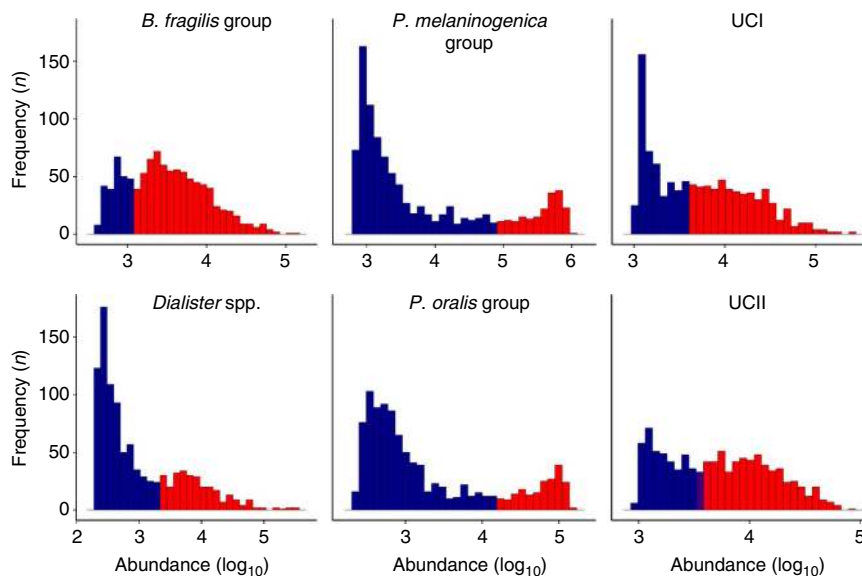 B. fragilis group
P. melaninogenica
group
UCI
Frequency (n)
150
100
50
0
3
4
5
3
4
5
6
3
4
5
Dialister spp.
P. oralis group
UCII
Frequency (n)
150
100
50
0
2
3
4
5
3
4
5
3
4
5
Abundance (log10)
Abundance (log10)
Abundance (log10)